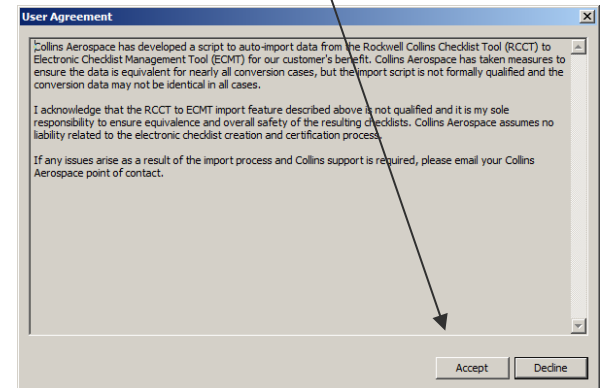 User Agreement
Collins Aerospace has developed a script to auto-import data from the Rockwell Collins Checklist Tool (RCCT) to
Electronic Checklist Management Tool (ECMT) for our customer's benefit. Collins Aerospace has taken measures to
ensure the data is equivalent for nearly all conversion cases, but the import script is not formally qualified and the
conversion data may not be identical in all cases.
I acknowledge that the RCCT to ECMT import feature described above is not qualified and it is my sole
responsibility to ensure equivalence and overall safety of the resulting checklists. Collins Aerospace assumes no
liability related to the electronic checklist creation and certification process.
If any issues arise as a result of the import process and Collins support is required, please email your Collins
Aerospace point of contact.
Accept Decline